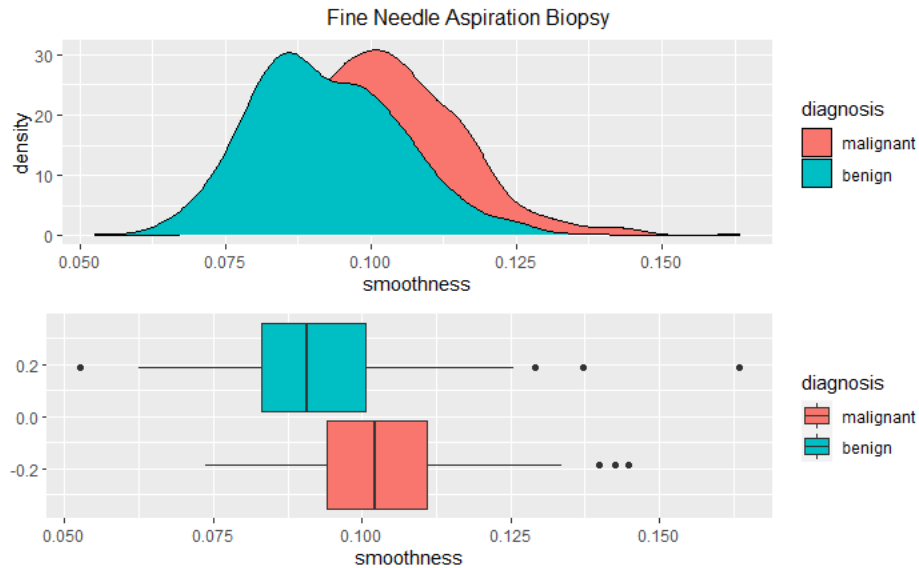 Fine Needle Aspiration Biopsy
30
20
10
0
density
0.050 0.075 0.100 0.125 0.150
smoothness
diagnosis
malignant
benign
0.2
0.0
-0.2
0.050 0.075 0.100 0.125 0.150
smoothness
diagnosis
malignant
benign